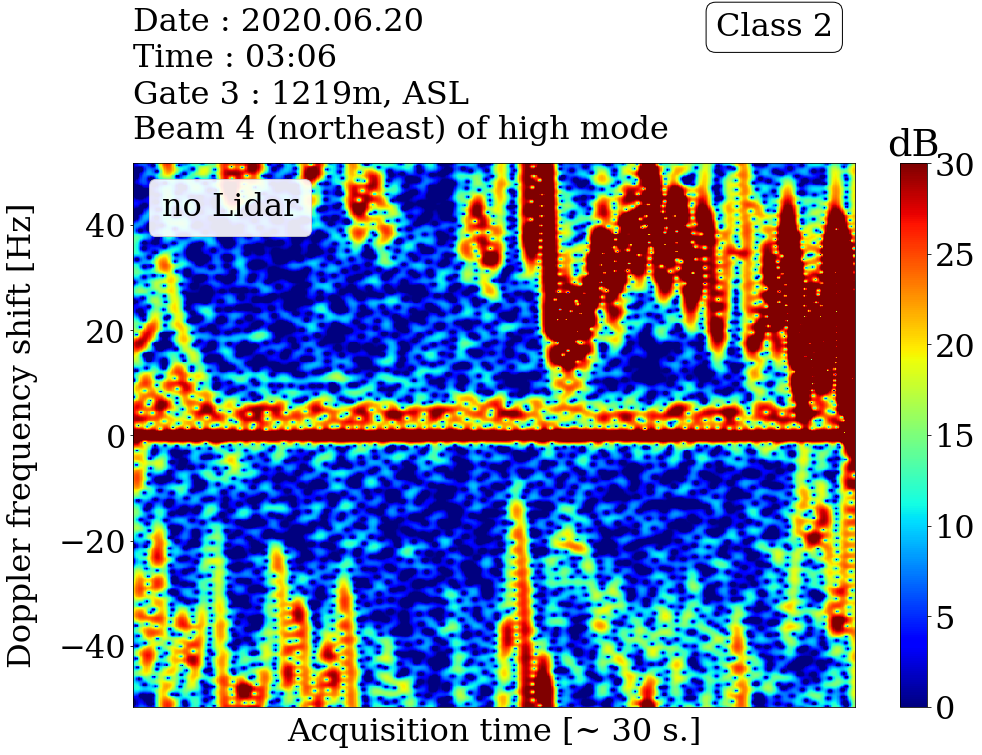 Date : 2020.06.20
Time : 03:06
Gate 3 : 1219m, ASL
Beam 4 (northeast) of high mode
Class 2
dB
no Lidar
Doppler frequency shift [Hz]
40
20
0
−20
−40
Acquisition time [~ 30 s.]
30
25
20
15
10
5
0